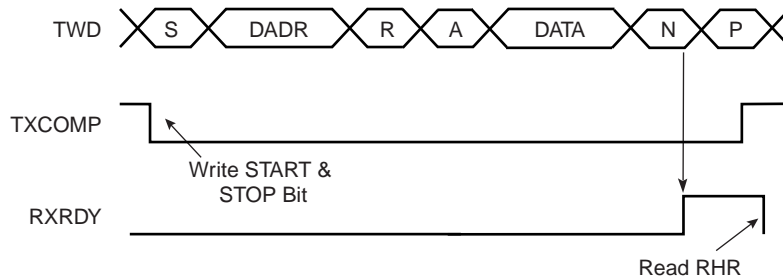 TWD S DADR R A DATA N P
TXCOMP
Write START &
STOP Bit
RXRDY
Read RHR